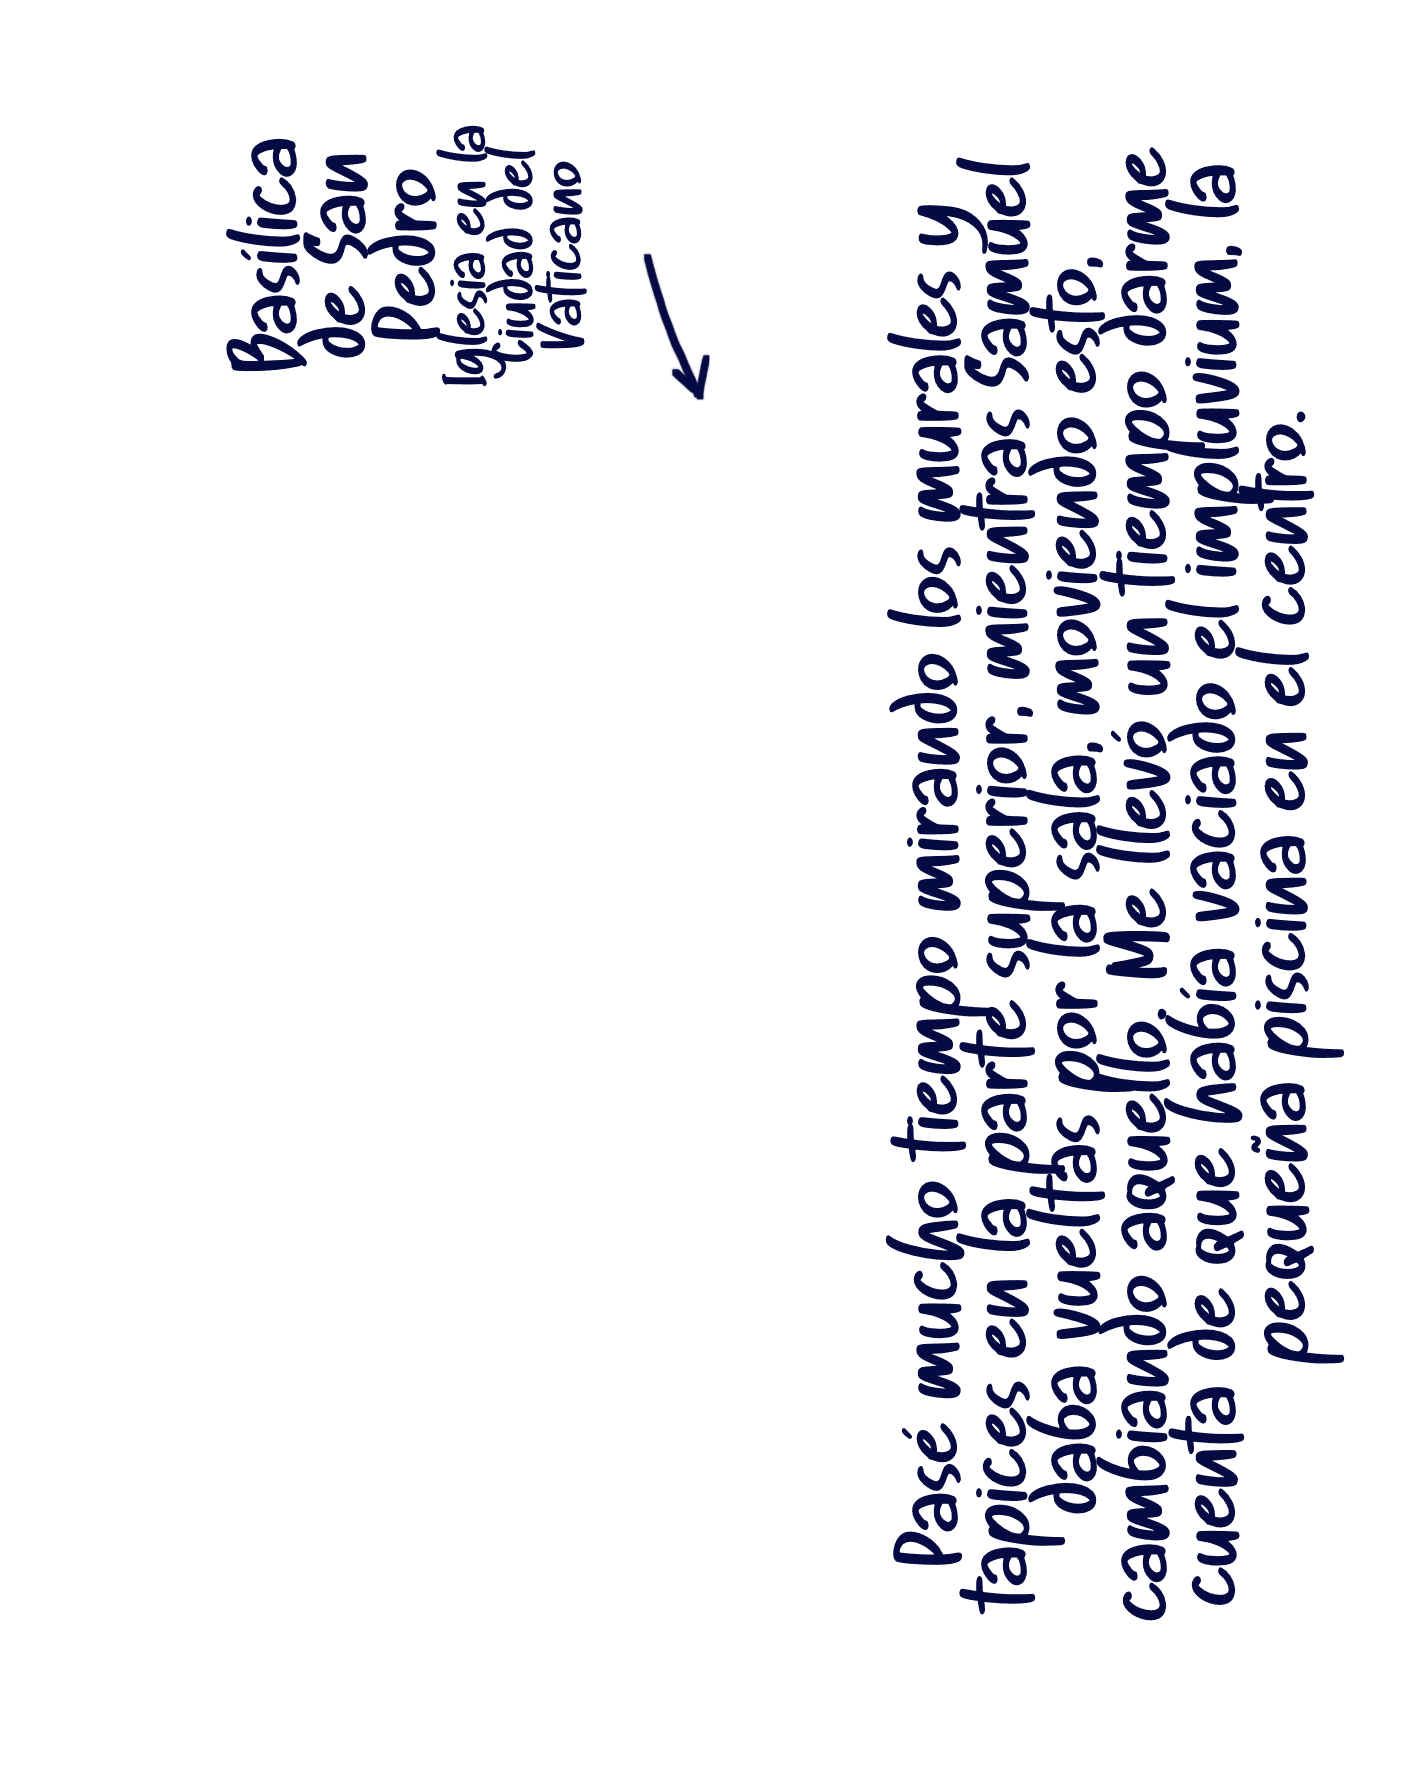 Basílica
de San
Pedro
Iglesia en la
Ciudad del
Vaticano
Pasé mucho tiempo mirando los murales y
tapices en la parte superior, mientras Samuel
daba vueltas por la sala, moviendo esto,
cambiando aquello. Me llevó un tiempo darme
cuenta de que había vaciado el impluvium, la
pequeña piscina en el centro.